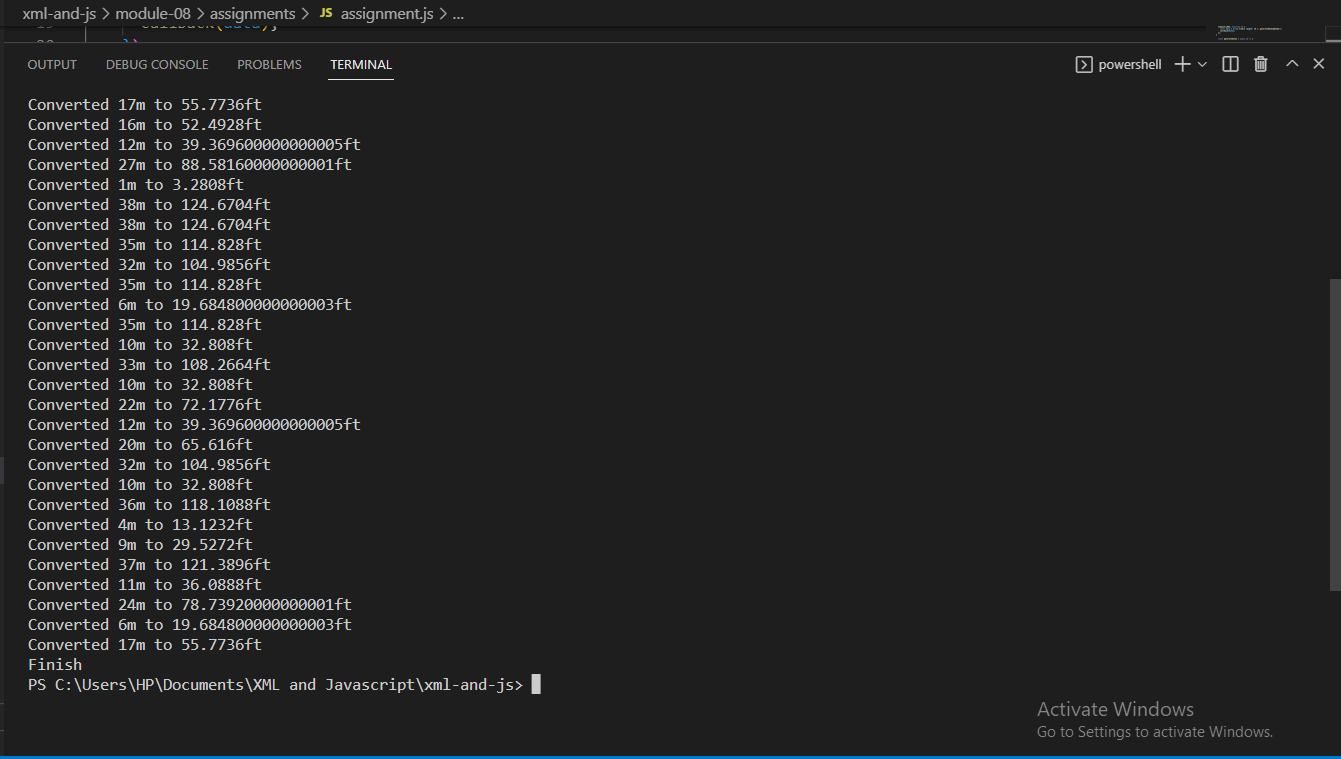 xml-and-js > module-08 > assignments > JS assignment.js > ...
OUTPUT DEBUG CONSOLE PROBLEMS TERMINAL powershell
Converted 17m to 55.7736ft
Converted 16m to 52.4928ft
Converted 12m to 39.369600000000005ft
Converted 27m to 88.58160000000001ft
Converted 1m to 3.2808ft
Converted 38m to 124.6704ft
Converted 38m to 124.6704ft
Converted 35m to 114.828ft
Converted 32m to 104.9856ft
Converted 35m to 114.828ft
Converted 6m to 19.684800000000003ft
Converted 35m to 114.828ft
Converted 10m to 32.808ft
Converted 33m to 108.2664ft
Converted 10m to 32.808ft
Converted 22m to 72.1776ft
Converted 12m to 39.369600000000005ft
Converted 20m to 65.616ft
Converted 32m to 104.9856ft
Converted 10m to 32.808ft
Converted 36m to 118.1088ft
Converted 4m to 13.1232ft
Converted 9m to 29.5272ft
Converted 37m to 121.3896ft
Converted 11m to 36.0888ft
Converted 24m to 78.73920000000001ft
Converted 6m to 19.684800000000003ft
Converted 17m to 55.7736ft
Finish
PS C:\Users\HP\Documents\XML and Javascript\xml-and-js>
Activate Windows
Go to Settings to activate Windows.